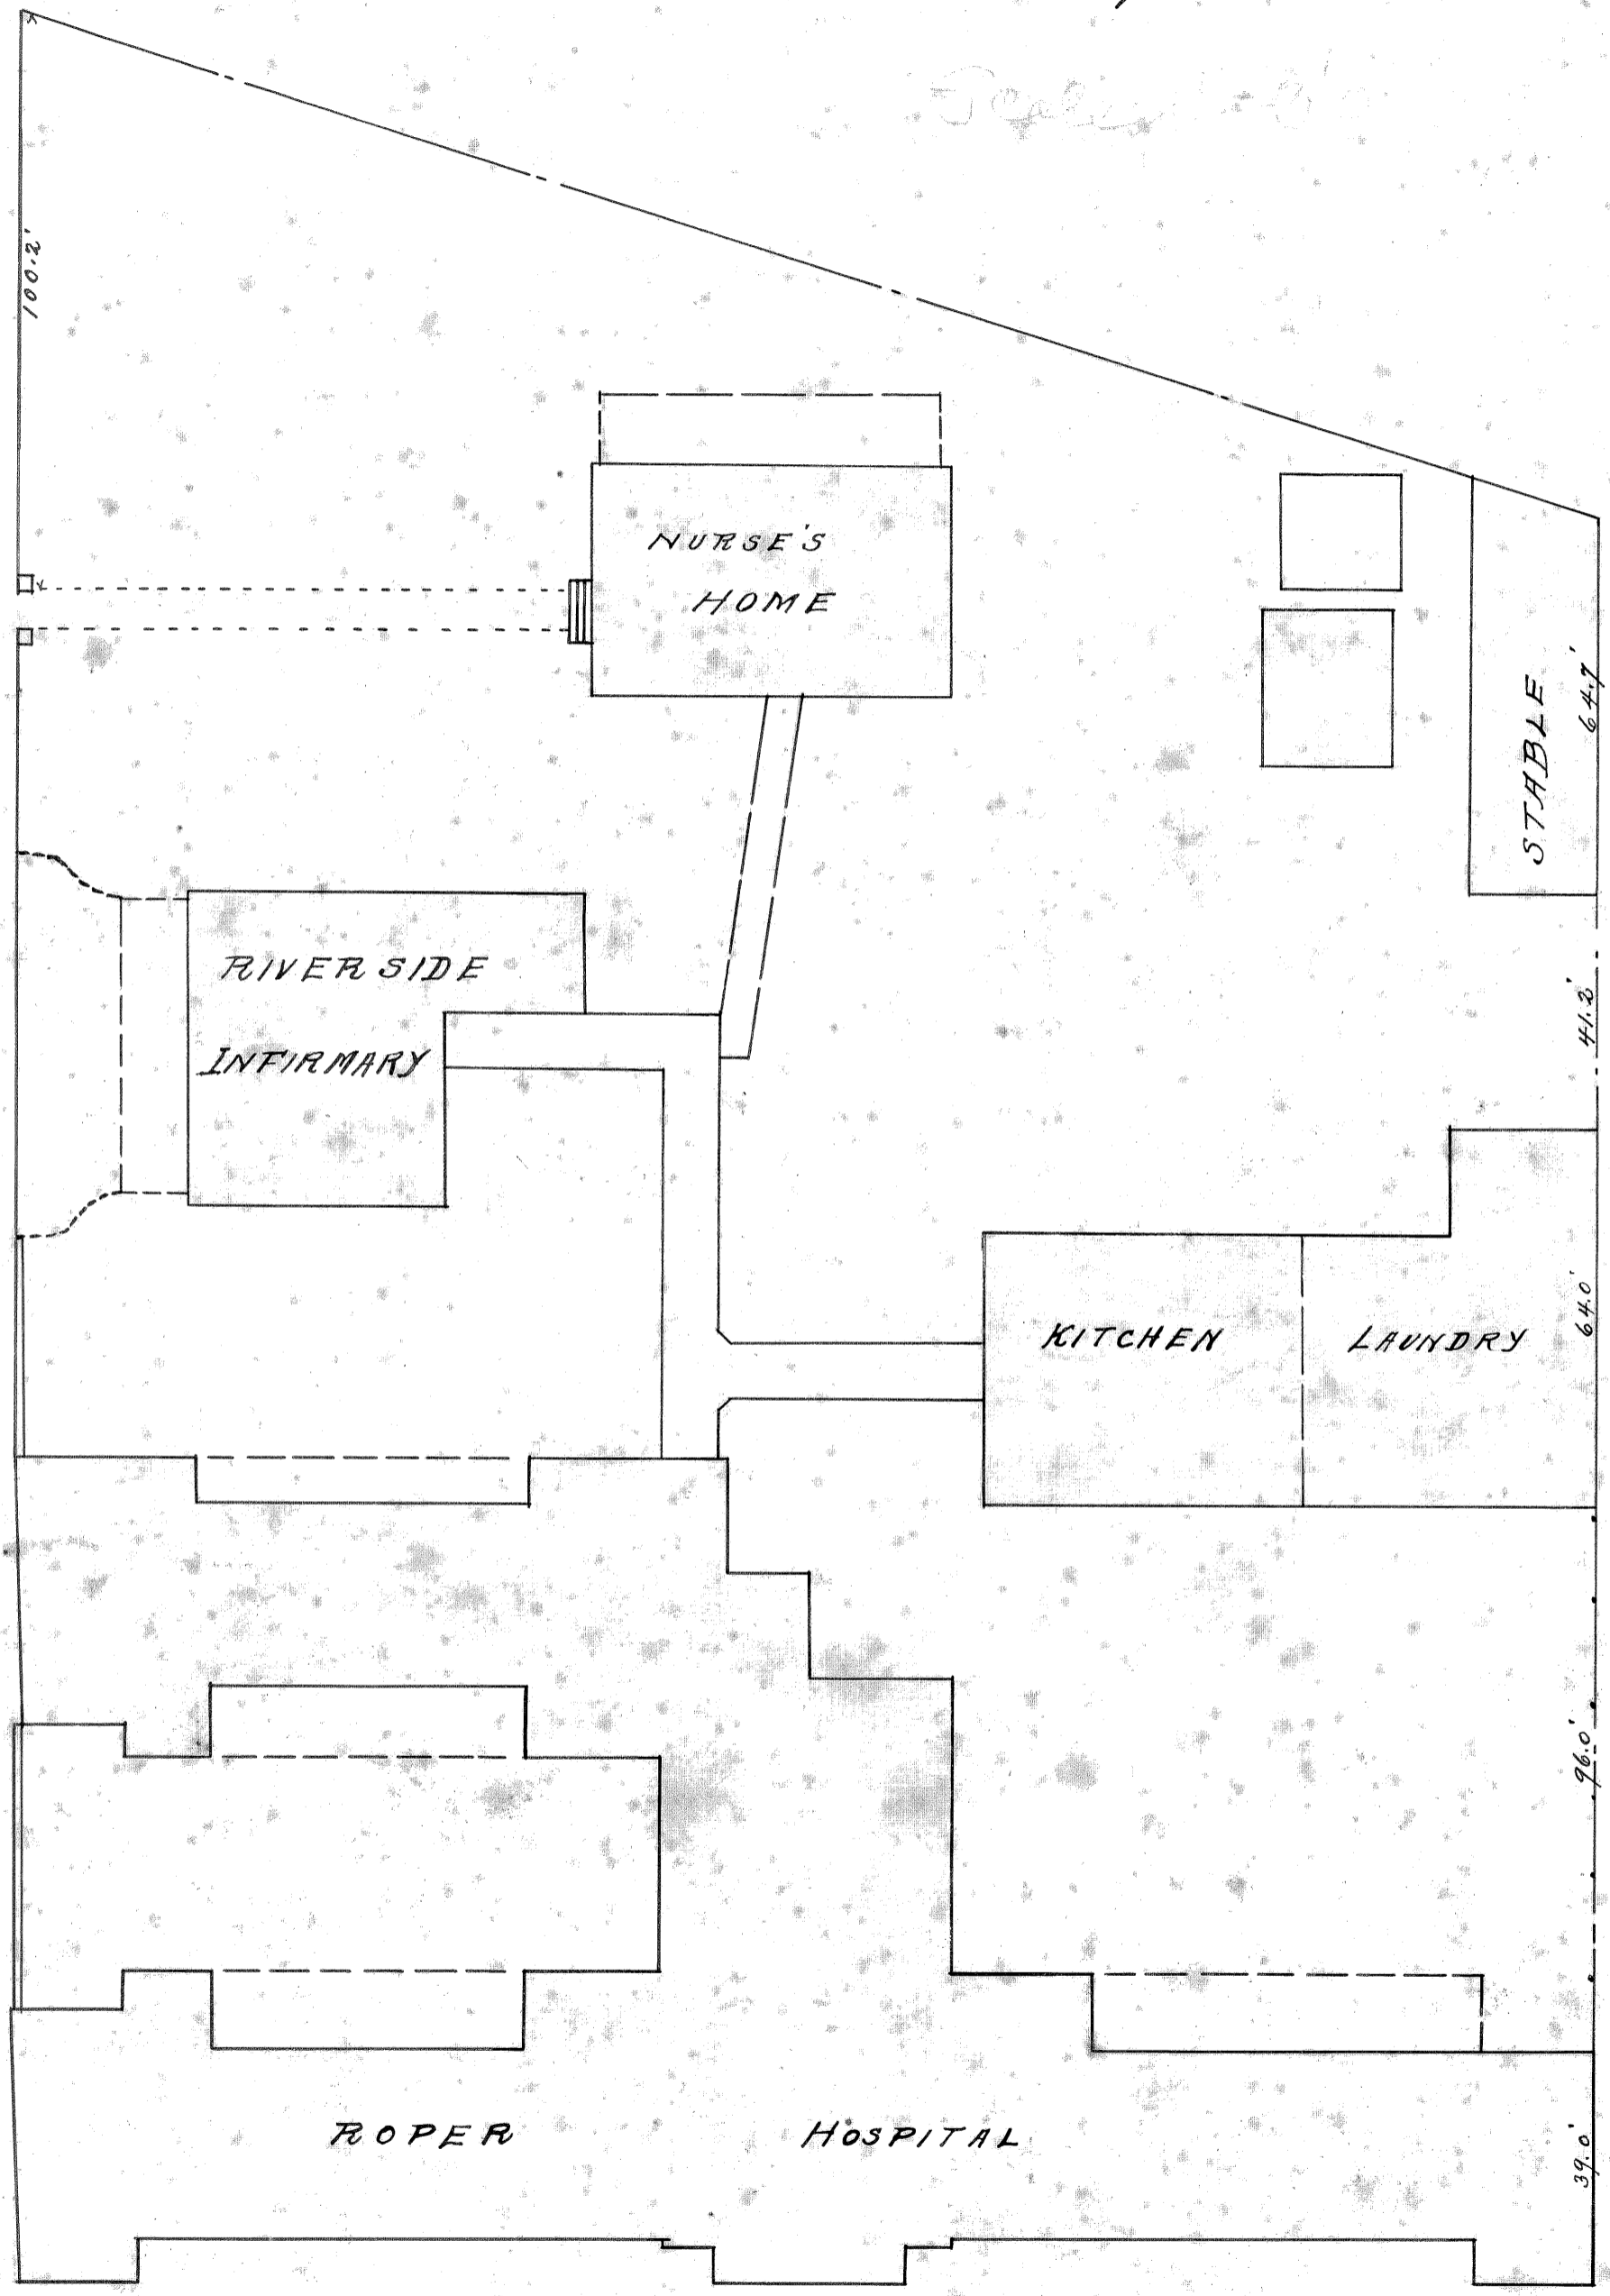 100.2'
NURSE'S
HOME
STABLE
64.7'
RIVERSIDE
INFIRMARY
41.2'
KITCHEN
LAUNDRY
64.0'
96.0'
ROPER HOSPITAL
39.0'